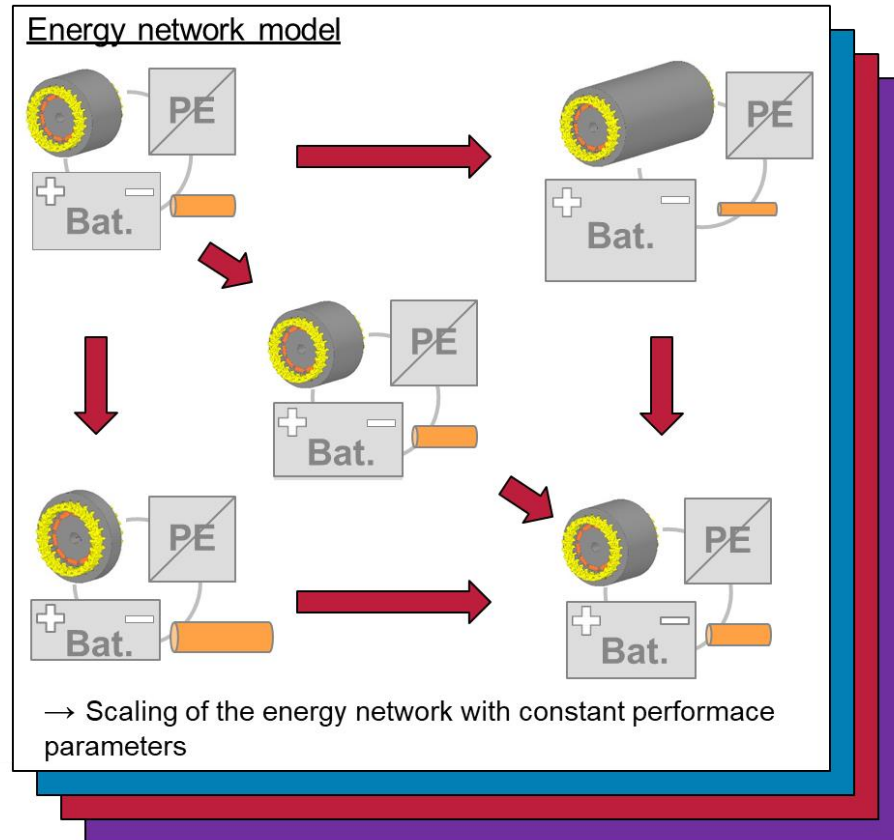 Energy network model
PE
Bat.
PE
Bat.
PE
Bat.
PE
Bat.
PE
Bat.
→ Scaling of the energy network with constant performace
parameters